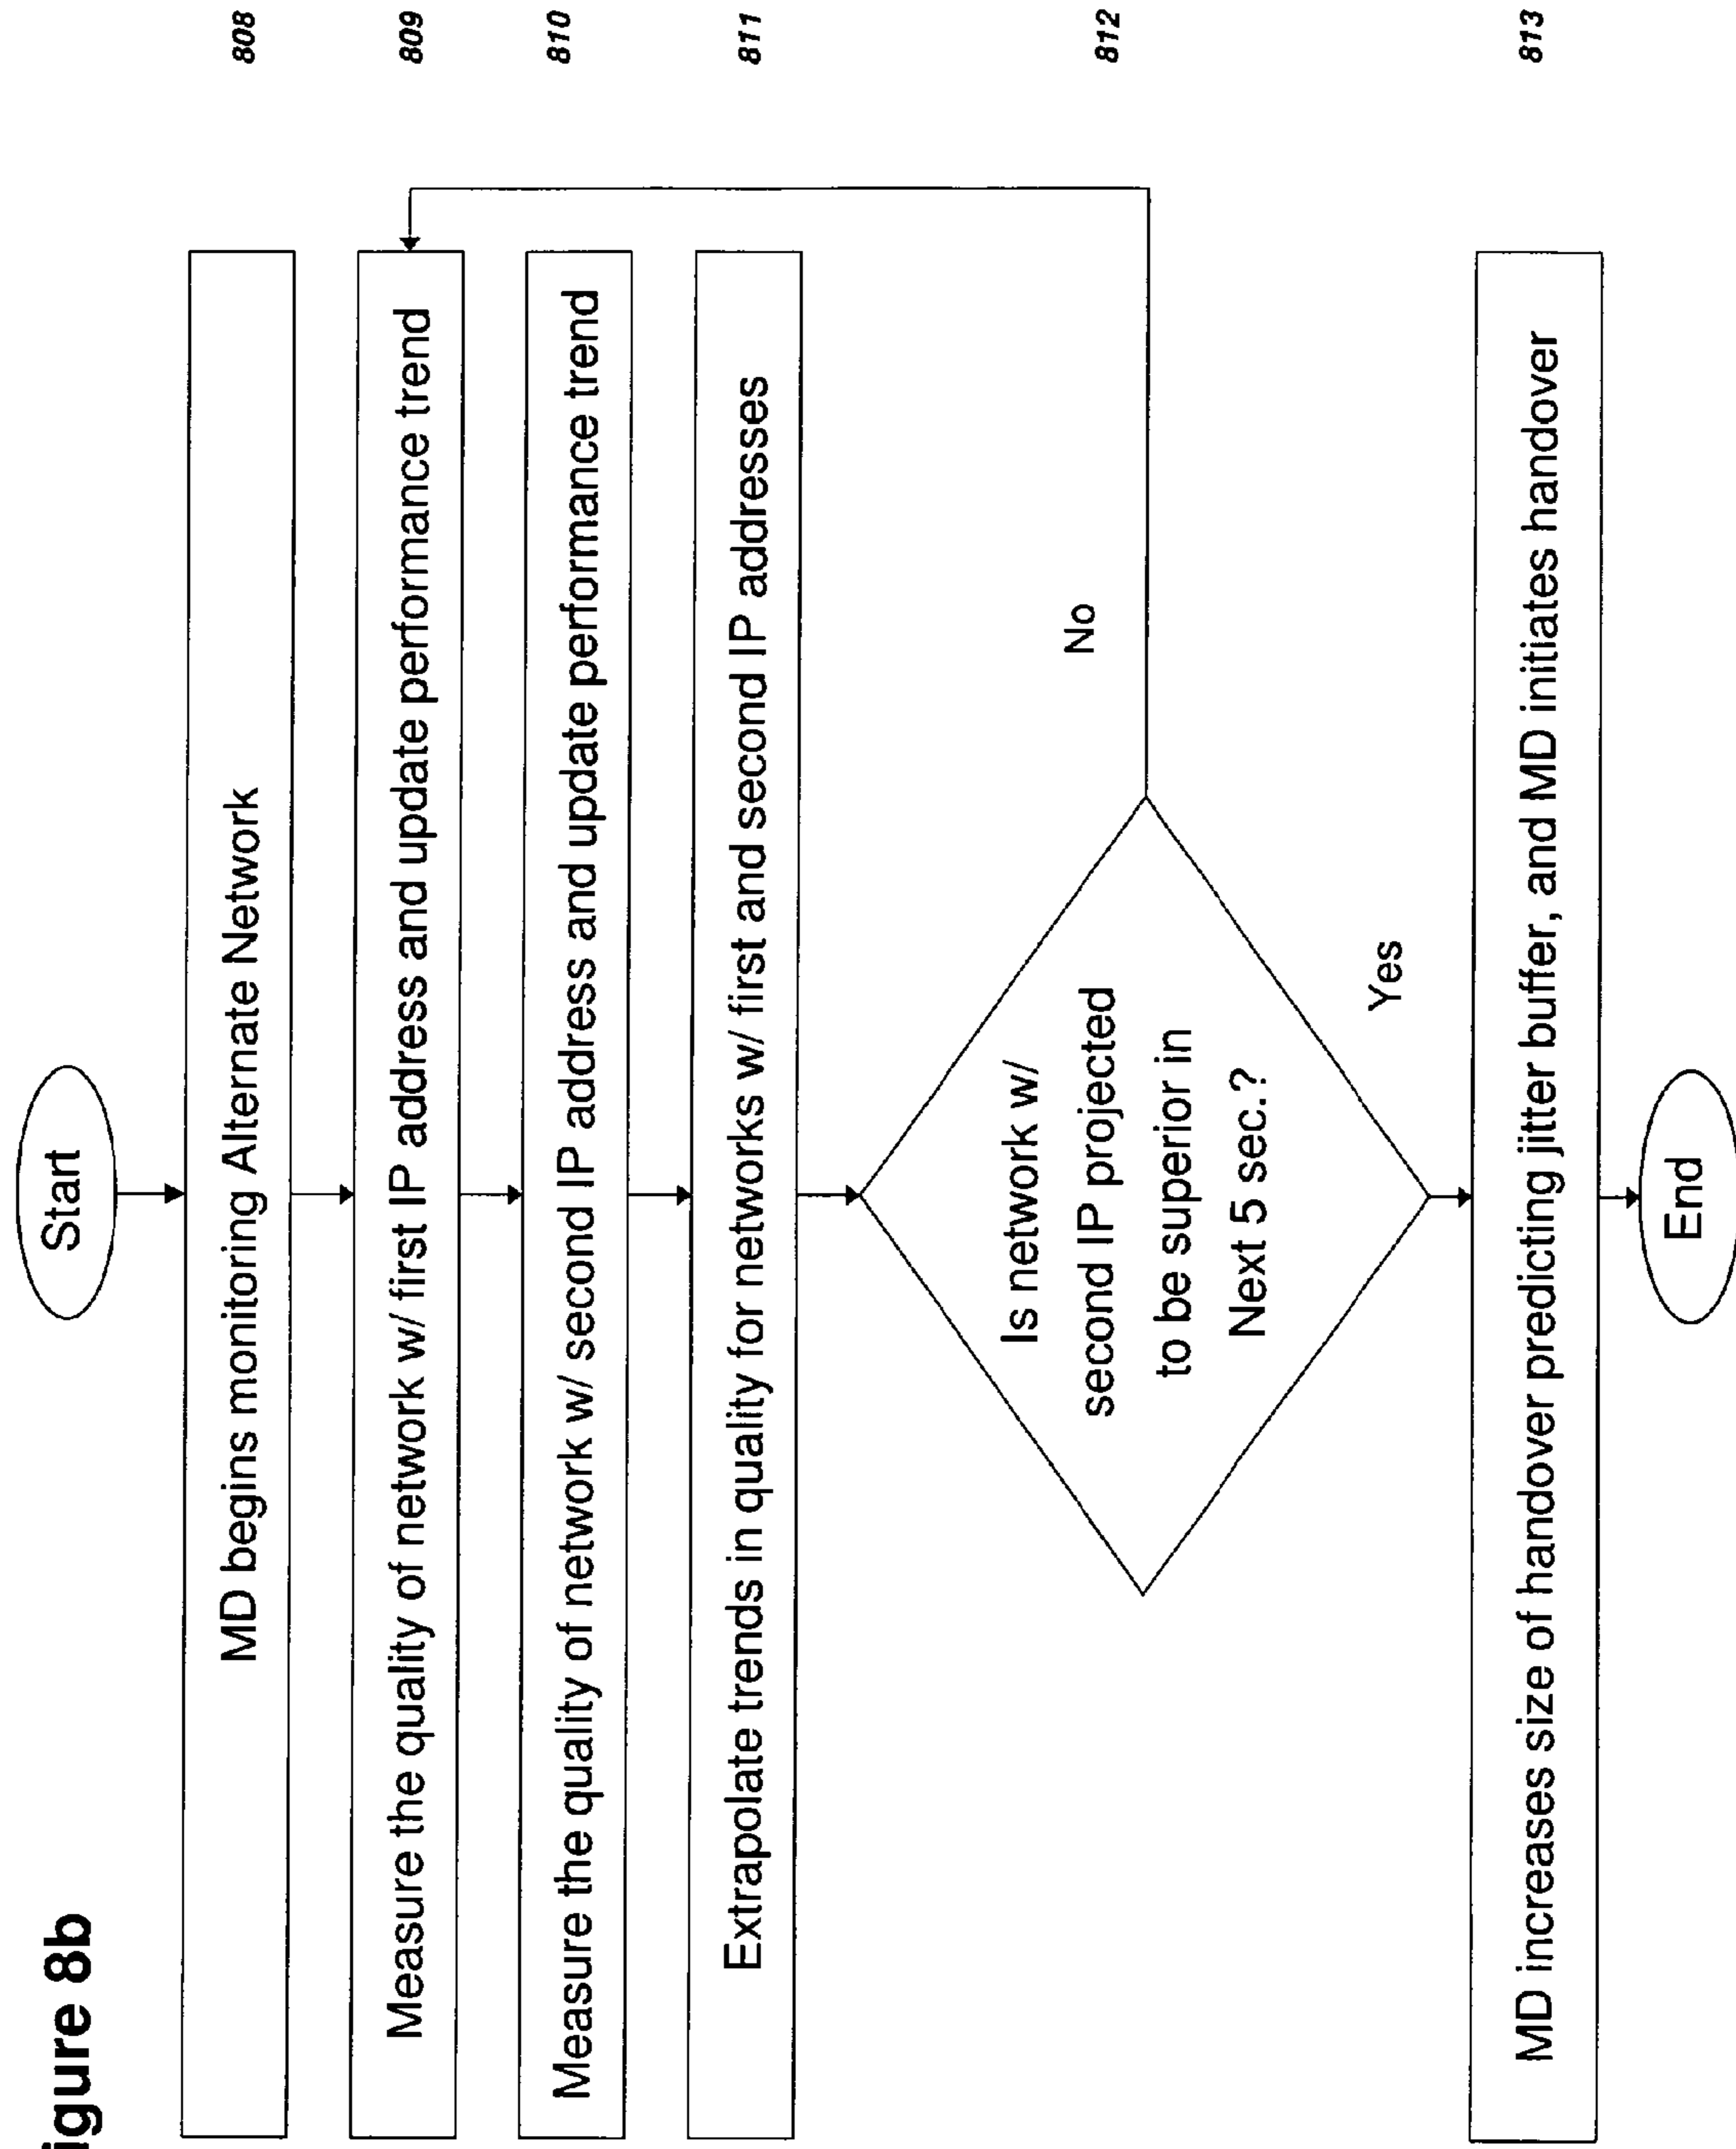 igure 8b
Start
MD begins monitoring Alternate Network
808
Measure the quality of network w/ first IP address and update performance trend
809
Measure the quality of network w/ second IP address and update performance trend
810
Extrapolate trends in quality for networks w/ first and second IP addresses
811
Is network w/
second IP projected
to be superior in
Next 5 sec.?
812
No
Yes
MD increases size of handover predicting jitter buffer, and MD initiates handover
813
End